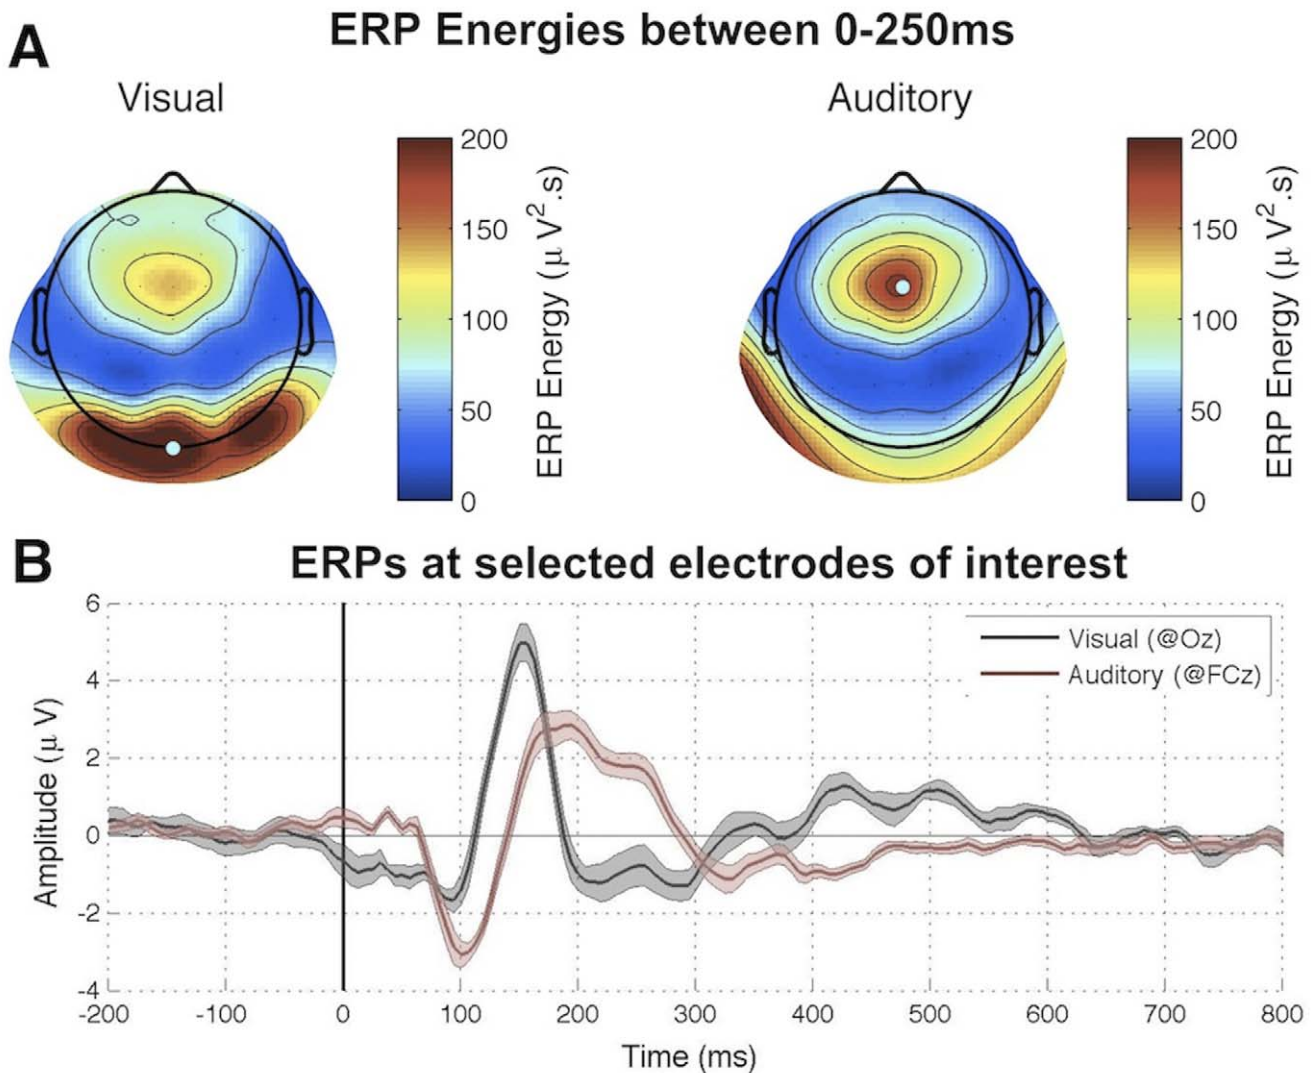 A
ERP Energies between 0-250ms
Visual
Auditory
200
150
100
50
0
ERP Energy (μ V².s)
200
150
100
50
0
ERP Energy (μ V².s)
B
ERPs at selected electrodes of interest
6
4
2
0
-2
-4
Amplitude (μ V)
Visual (@Oz)
Auditory (@FCz)
-200 -100 0 100 200 300 400 500 600 700 800
Time (ms)